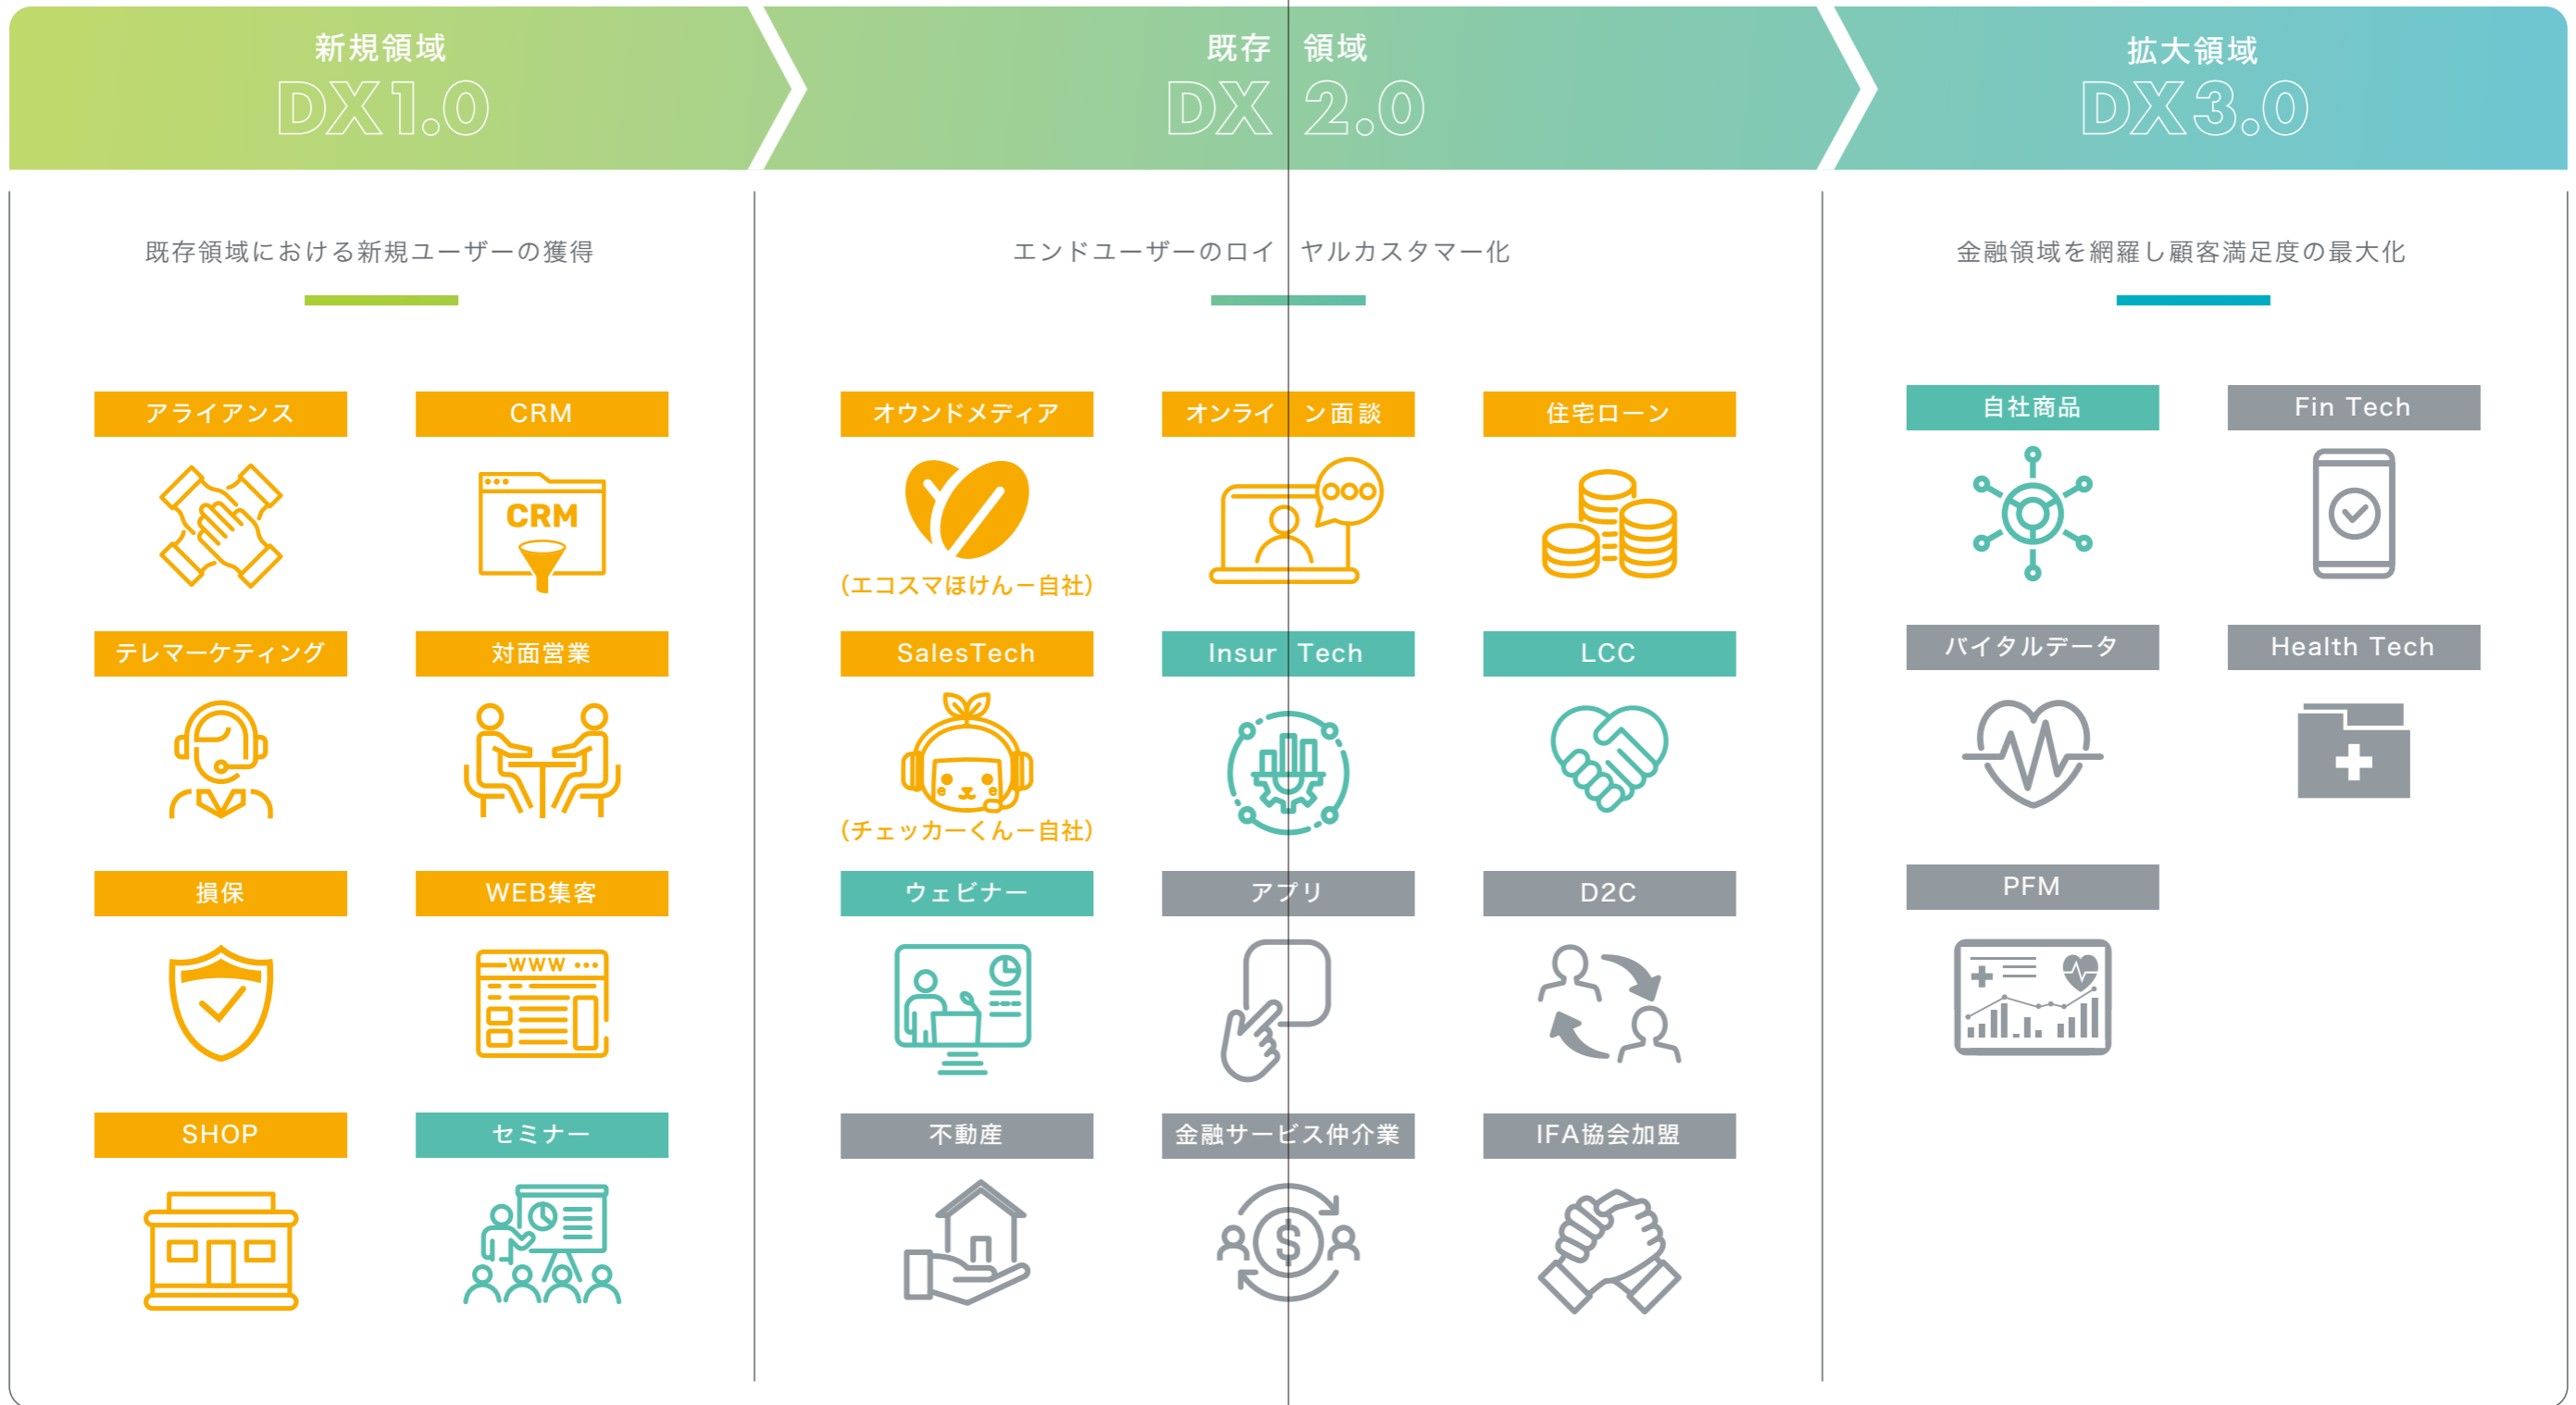 新規領域
DX1.0
既存領域における新規ユーザーの獲得
アライアンス
CRM
CRM
テレマーケティング
対面営業
損保
WEB集客
WWW
SHOP
セミナー
既存 領域
DX 2.0
エンドユーザーのロイ ヤルカスタマー化
オウンドメディア
オンライ ン面談
住宅ローン
(エコスマほけんー自社)
SalesTech
Insur Tech
LCC
e e
(チェッカーくんー自社)
ウェビナー
アプリ
D2C
不動産
金融サービス仲介業
IFA協会加盟
$
拡大領域
DX3.0
金融領域を網羅し顧客満足度の最大化
自社商品
Fin Tech
バイタルデータ
Health Tech
PFM